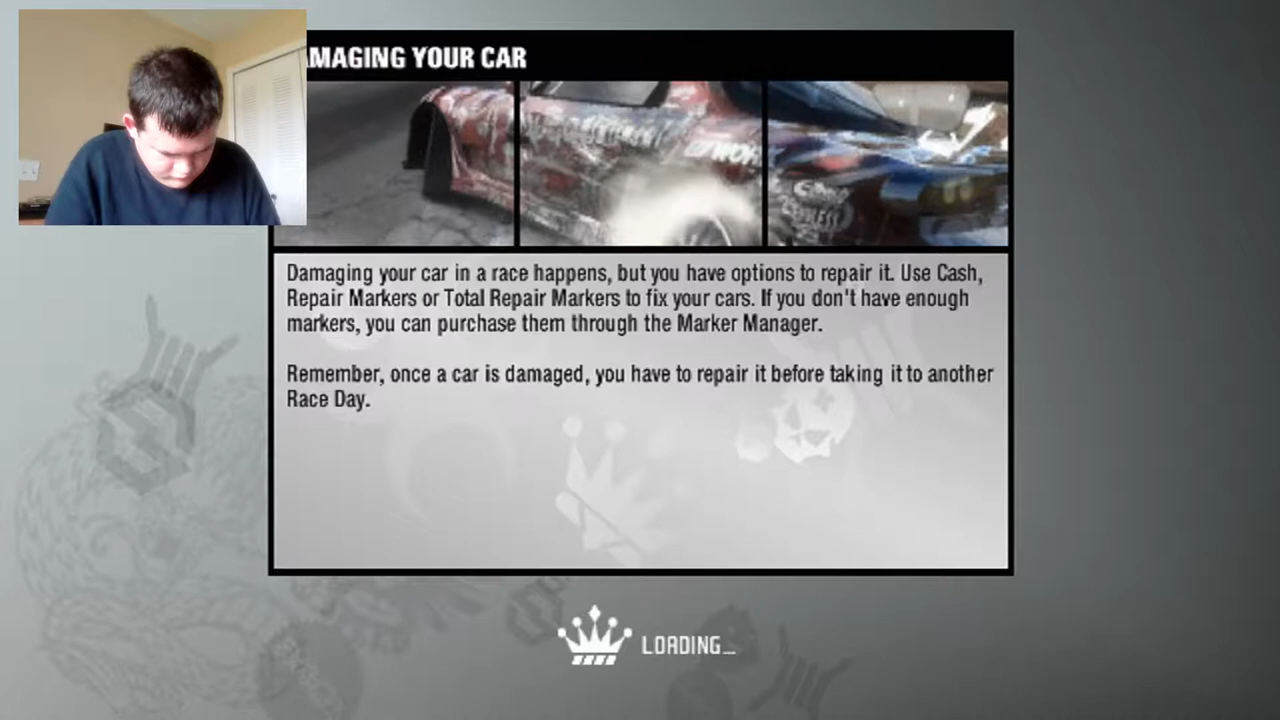 MAGING YOUR CAR
Damaging your car in a race happens, but you have options to repair it. Use Cash,
Repair Markers or Total Repair Markers to fix your cars. If you don't have enough
markers, you can purchase them through the Marker Manager.
Remember, once a car is damaged, you have to repair it before taking it to another
Race Day.
LOADING_